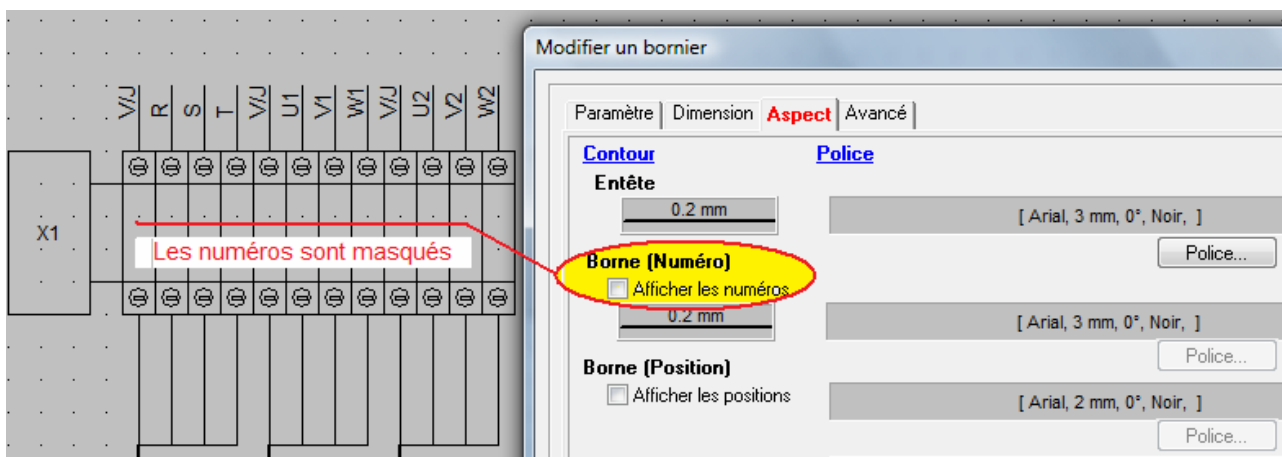 Modifier un bornier
Paramètre Dimension Aspect Avancé
Contour Police
Entête
0.2 mm [ Arial, 3 mm, 0°, Noir, ]
Police...
Borne (Numéro)
Afficher les numéros
0.2 mm [ Arial, 3 mm, 0°, Noir, ]
Police...
Borne (Position)
Afficher les positions
[ Arial, 2 mm, 0°, Noir, ]
Police...
V/J R S T V/J U1 V1 W1 V/J U2 V2 W2
X1
Les numéros sont masqués